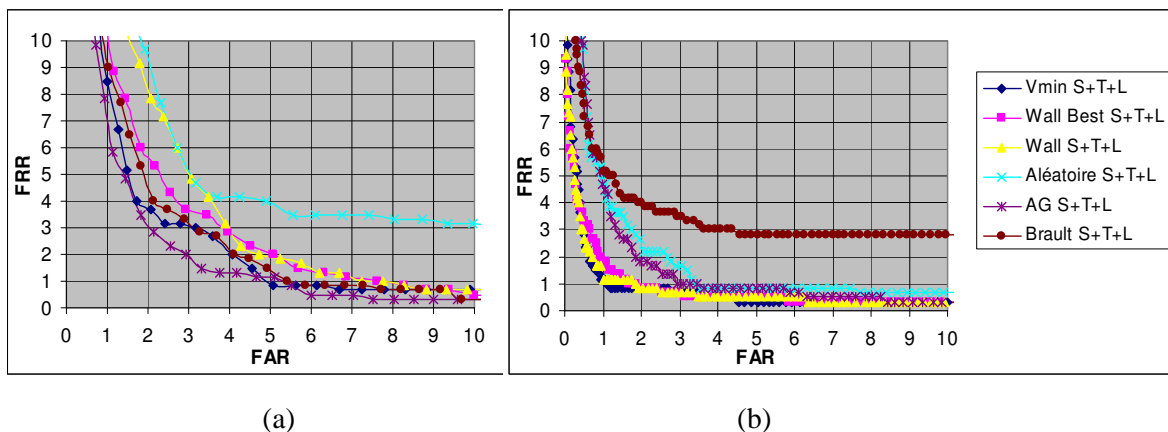 10
9
8
7
6
5
4
3
2
1
0
FRR
0 1 2 3 4 5 6 7 8 9 10
FAR
(a)
10
9
8
7
6
5
4
3
2
1
0
FRR
0 1 2 3 4 5 6 7 8 9 10
FAR
(b)
Vmin S+T+L
Wall Best S+T+L
Wall S+T+L
Aléatoire S+T+L
AG S+T+L
Brault S+T+L